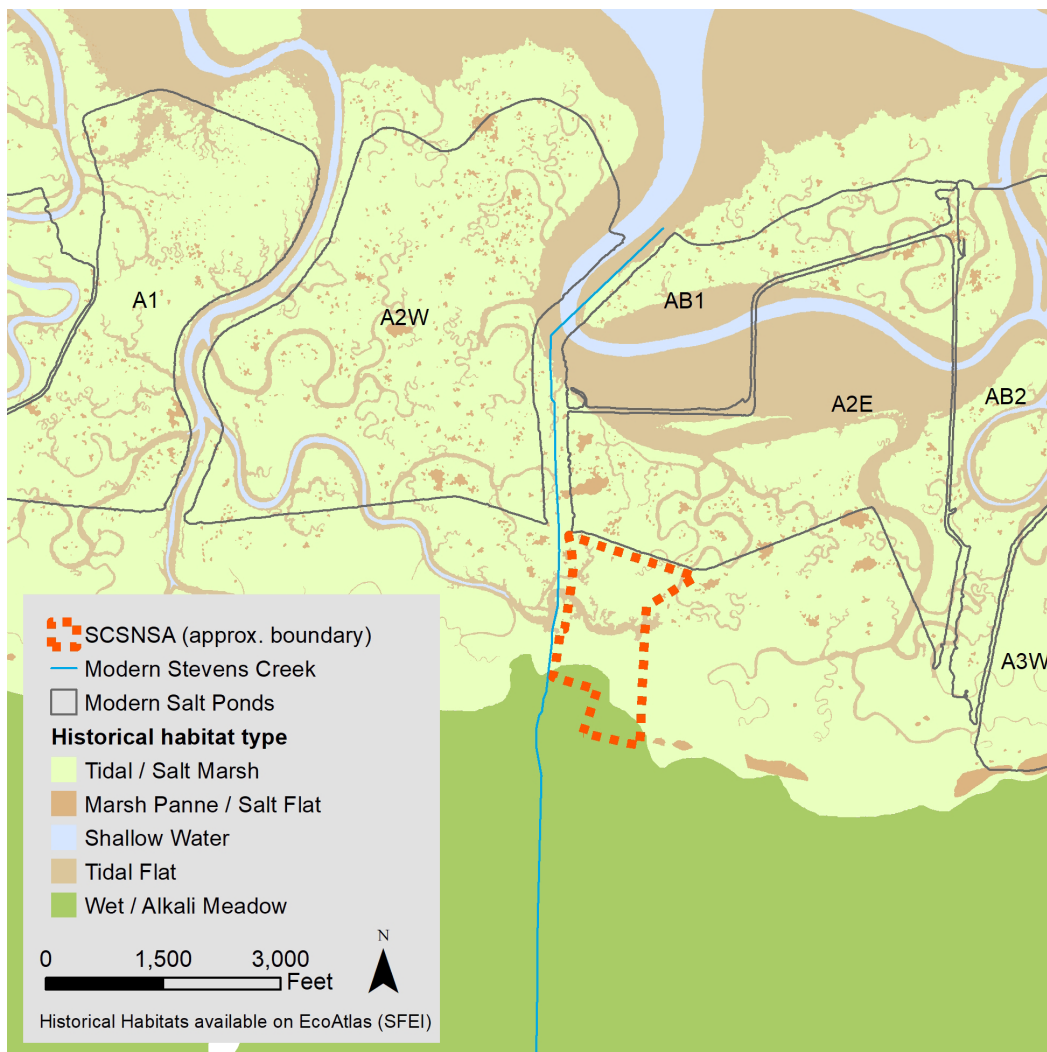 A1
A2W
AB1
A2E
AB2
A3W
SCSNSA (approx. boundary)
Modern Stevens Creek
Modern Salt Ponds
Historical habitat type
Tidal / Salt Marsh
Marsh Panne / Salt Flat
Shallow Water
Tidal Flat
Wet / Alkali Meadow
N
0 1,500 3,000
Feet
Historical Habitats available on EcoAtlas (SFEI)